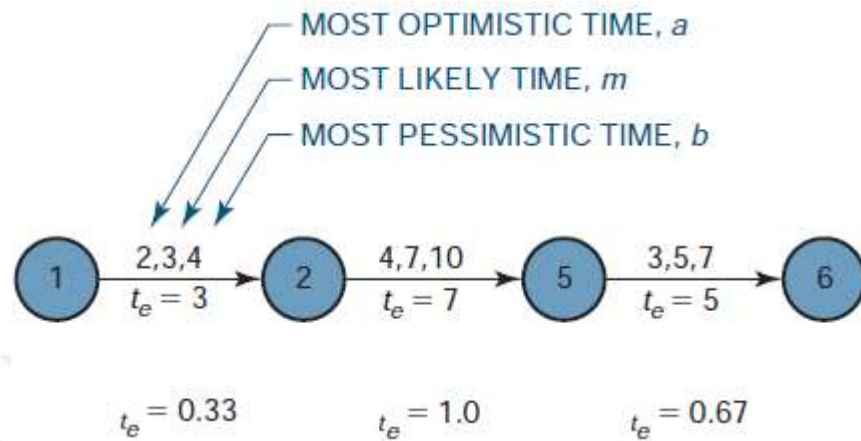 MOST OPTIMISTIC TIME, a
MOST LIKELY TIME, m
MOST PESSIMISTIC TIME, b
1 2,3,4 2 4,7,10 5 3,5,7 6
te = 3 te = 7 te = 5
te = 0.33 te = 1.0 te = 0.67